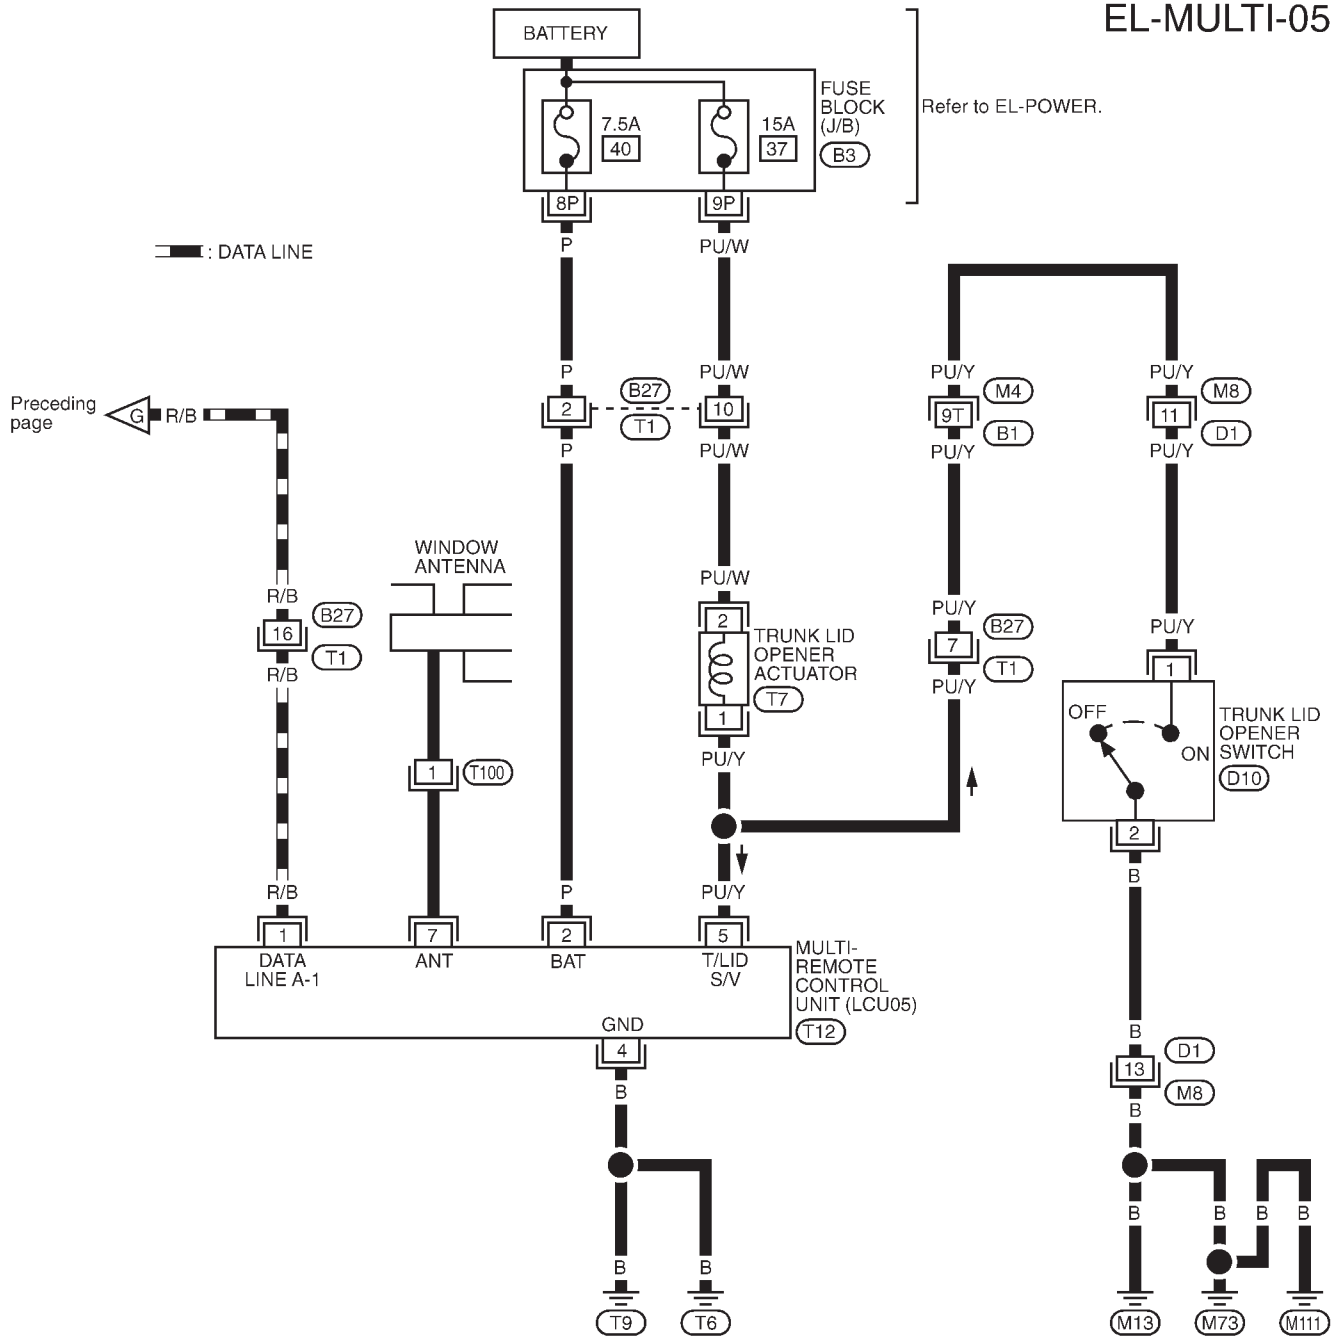 EL-MULTI-05
BATTERY
FUSE
BLOCK
(J/B)
B3
Refer to EL-POWER.
7.5A
40
15A
37
8P
9P
P
PU/W
: DATA LINE
P
PU/W
PU/Y
PU/Y
B27
M4
M8
2
10
9T
11
T1
B1
D1
P
PU/W
PU/Y
PU/Y
Preceding
page
G
R/B
WINDOW
ANTENNA
R/B
B27
16
T1
R/B
PU/W
2
TRUNK LID
OPENER
ACTUATOR
T7
1
PU/Y
PU/Y
B27
7
T1
PU/Y
PU/Y
1
OFF
ON
TRUNK LID
OPENER
SWITCH
D10
2
B
1
T100
R/B
P
PU/Y
1
7
2
5
DATA
LINE A-1
ANT
BAT
T/LID
S/V
MULTI-
REMOTE
CONTROL
UNIT (LCU05)
T12
GND
4
B
B
D1
13
M8
B
B
B
B
B
B
B
T9
T6
M13
M73
M111